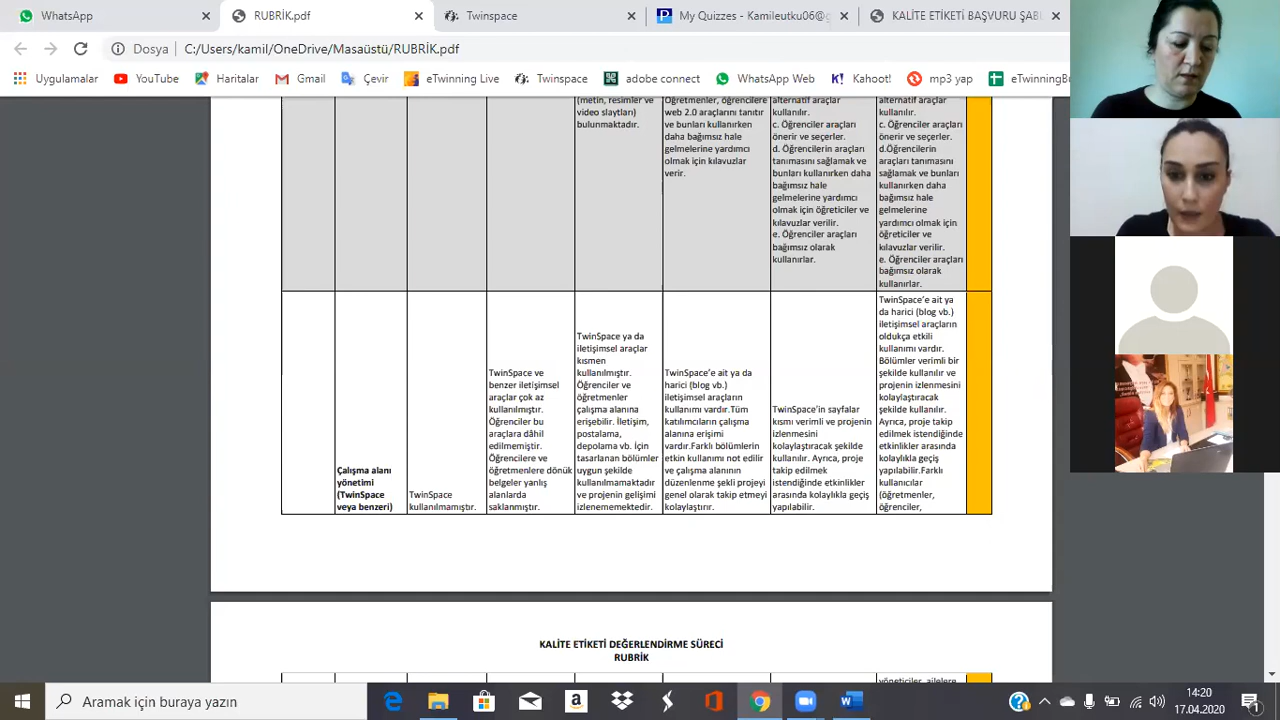 WhatsApp
RUBRİK.pdf
Twinspace
My Quizzes - Kamileutku06@g
KALİTE ETİKETİ BAŞVURU ŞABİ
Dosya
C:/Users/kamil/OneDrive/Masaüstü/RUBRİK.pdf
Uygulamalar
YouTube
Haritalar
Gmail
Çevir
eTwinning Live
Twinspace
adobe connect
WhatsApp Web
Kahoot!
mp3 yap
eTwinningBo
(metin, resimler ve
video slaytları)
bulunmaktadır.
Öğretmenler, öğrencilere
web 2.0 araçlarını tanıtır
ve bunları kullanırken
daha bağımsız hale
gelmelerine yardımcı
olmak için kılavuzlar
verir.
alternatif araçlar
kullanılır.
c. Öğrenciler araçları
önerir ve seçerler.
d. Öğrencilerin araçları
tanımasını sağlamak ve
bunları kullanırken daha
bağımsız hale
gelmelerine yardımcı
olmak için öğreticiler ve
kılavuzlar verilir.
e. Öğrenciler araçları
bağımsız olarak
kullanırlar.
alternatif araçlar
kullanılır.
c. Öğrenciler araçları
önerir ve seçerler.
d.Öğrencilerin
araçları tanımasını
sağlamak ve bunları
kullanırken daha
bağımsız hale
gelmelerine
yardımcı olmak için
öğreticiler ve
kılavuzlar verilir.
e. Öğrenciler araçları
bağımsız olarak
kullanırlar.
Çalışma alanı
yönetimi
(TwinSpace
veya benzeri)
TwinSpace
kullanılmamıştır.
TwinSpace ve
benzer iletişimsel
araçlar çok az
kullanılmıştır.
Öğrenciler bu
araçlara dâhil
edilmemiştir.
Öğrencilere ve
öğretmenlere dönük
belgeler yanlış
alanlarda
saklanmıştır.
TwinSpace ya da
iletişimsel araçlar
kısmen
kullanılmıştır.
Öğrenciler ve
öğretmenler
çalışma alanına
erişebilir. İletişim,
postalama,
depolama vb. İçin
tasarlanan bölümler
uygun şekilde
kullanılmamaktadır
ve projenin gelişimi
izlenememektedir.
TwinSpace’e ait ya da
harici (blog vb.)
iletişimsel araçların
kullanımı vardır.Tüm
katılımcıların çalışma
alanına erişimi
vardır.Farklı bölümlerin
etkin kullanımı not edilir
ve çalışma alanının
düzenlenme şekli projeyi
genel olarak takip etmeyi
kolaylaştırır.
TwinSpace’in sayfalar
kısmı verimli ve projenin
izlenmesini
kolaylaştıracak şekilde
kullanılır. Ayrıca, proje
takip edilmek
istendiğinde etkinlikler
arasında kolaylıkla geçiş
yapılabilir.
TwinSpace’e ait ya
da harici (blog vb.)
iletişimsel araçların
oldukça etkili
kullanımı vardır.
Bölümler verimli bir
şekilde kullanılır ve
projenin izlenmesini
kolaylaştıracak
şekilde kullanılır.
Ayrıca, proje takip
edilmek istendiğinde
etkinlikler arasında
kolaylıkla geçiş
yapılabilir.Farklı
kullanıcılar
(öğretmenler,
öğrenciler,
KALİTE ETİKETİ DEĞERLENDİRME SÜRECİ
RUBRİK
yöneticiler, ailelere
Aramak için buraya yazın
14:20
17.04.2020
1